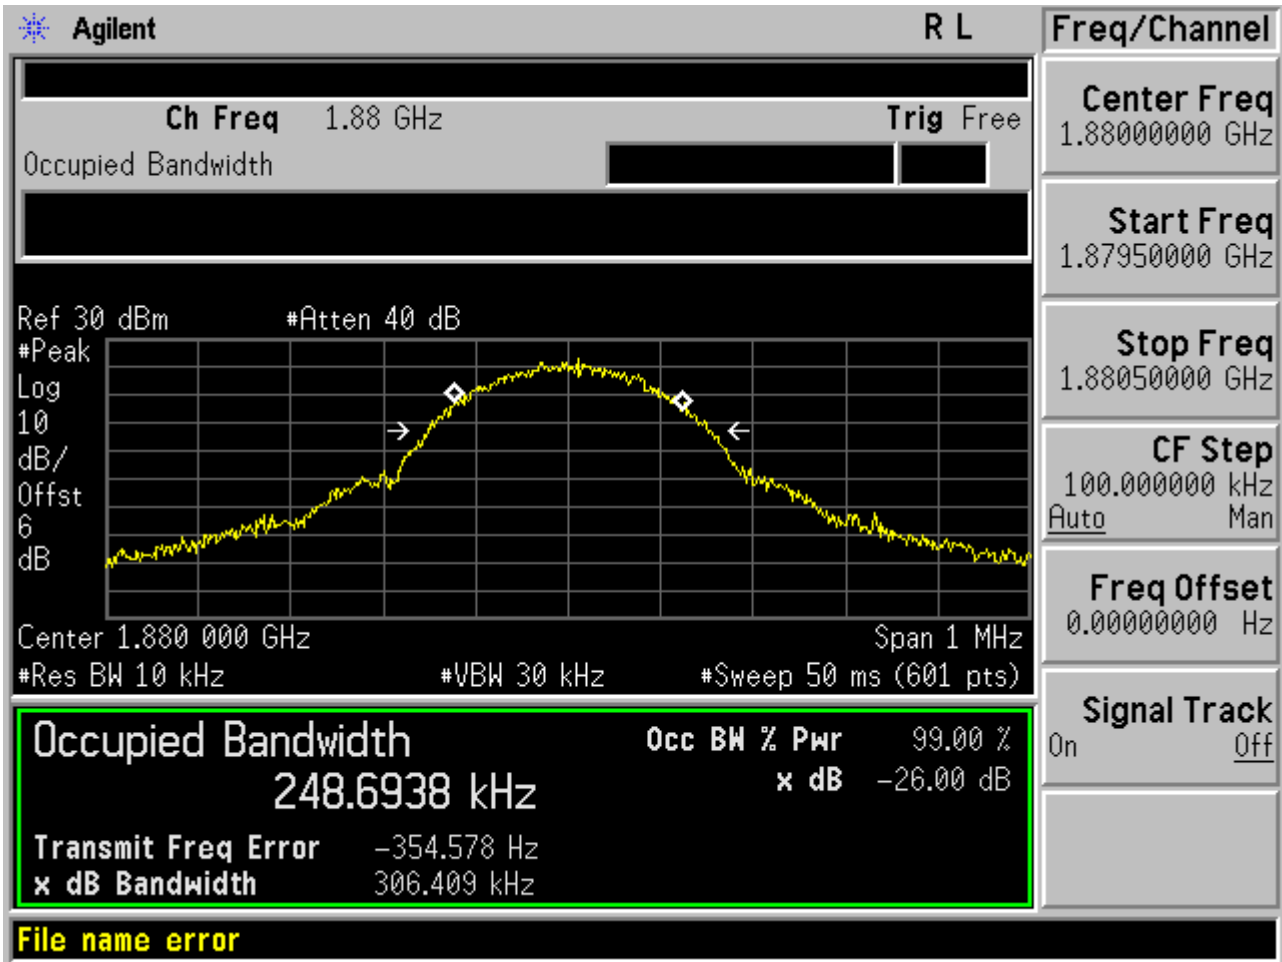 Agilent R L
Freq/Channel
Ch Freq 1.88 GHz Trig Free
Occupied Bandwidth
Center Freq
1.88000000 GHz
Start Freq
1.87950000 GHz
Stop Freq
1.88050000 GHz
CF Step
100.000000 kHz
Auto Man
Freq Offset
0.00000000 Hz
Signal Track
On Off
Ref 30 dBm #Atten 40 dB
#Peak
Log
10
dB/
Offst
6
dB
Center 1.880 000 GHz Span 1 MHz
#Res BW 10 kHz #VBW 30 kHz #Sweep 50 ms (601 pts)
Occupied Bandwidth
248.6938 kHz
Occ BW % Pwr 99.00 %
x dB -26.00 dB
Transmit Freq Error -354.578 Hz
x dB Bandwidth 306.409 kHz
File name error